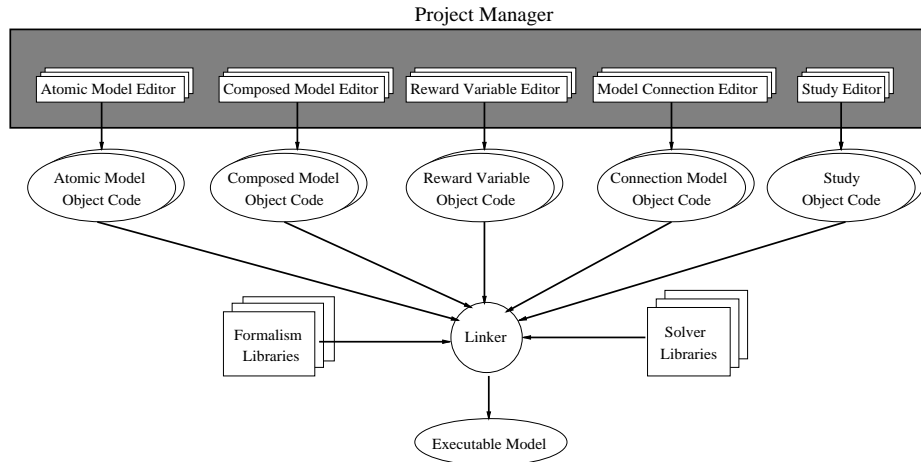 Project Manager
Atomic Model Editor
Composed Model Editor
Reward Variable Editor
Model Connection Editor
Study Editor
Atomic Model
Object Code
Composed Model
Object Code
Reward Variable
Object Code
Connection Model
Object Code
Study
Object Code
Formalism
Libraries
Linker
Solver
Libraries
Executable Model